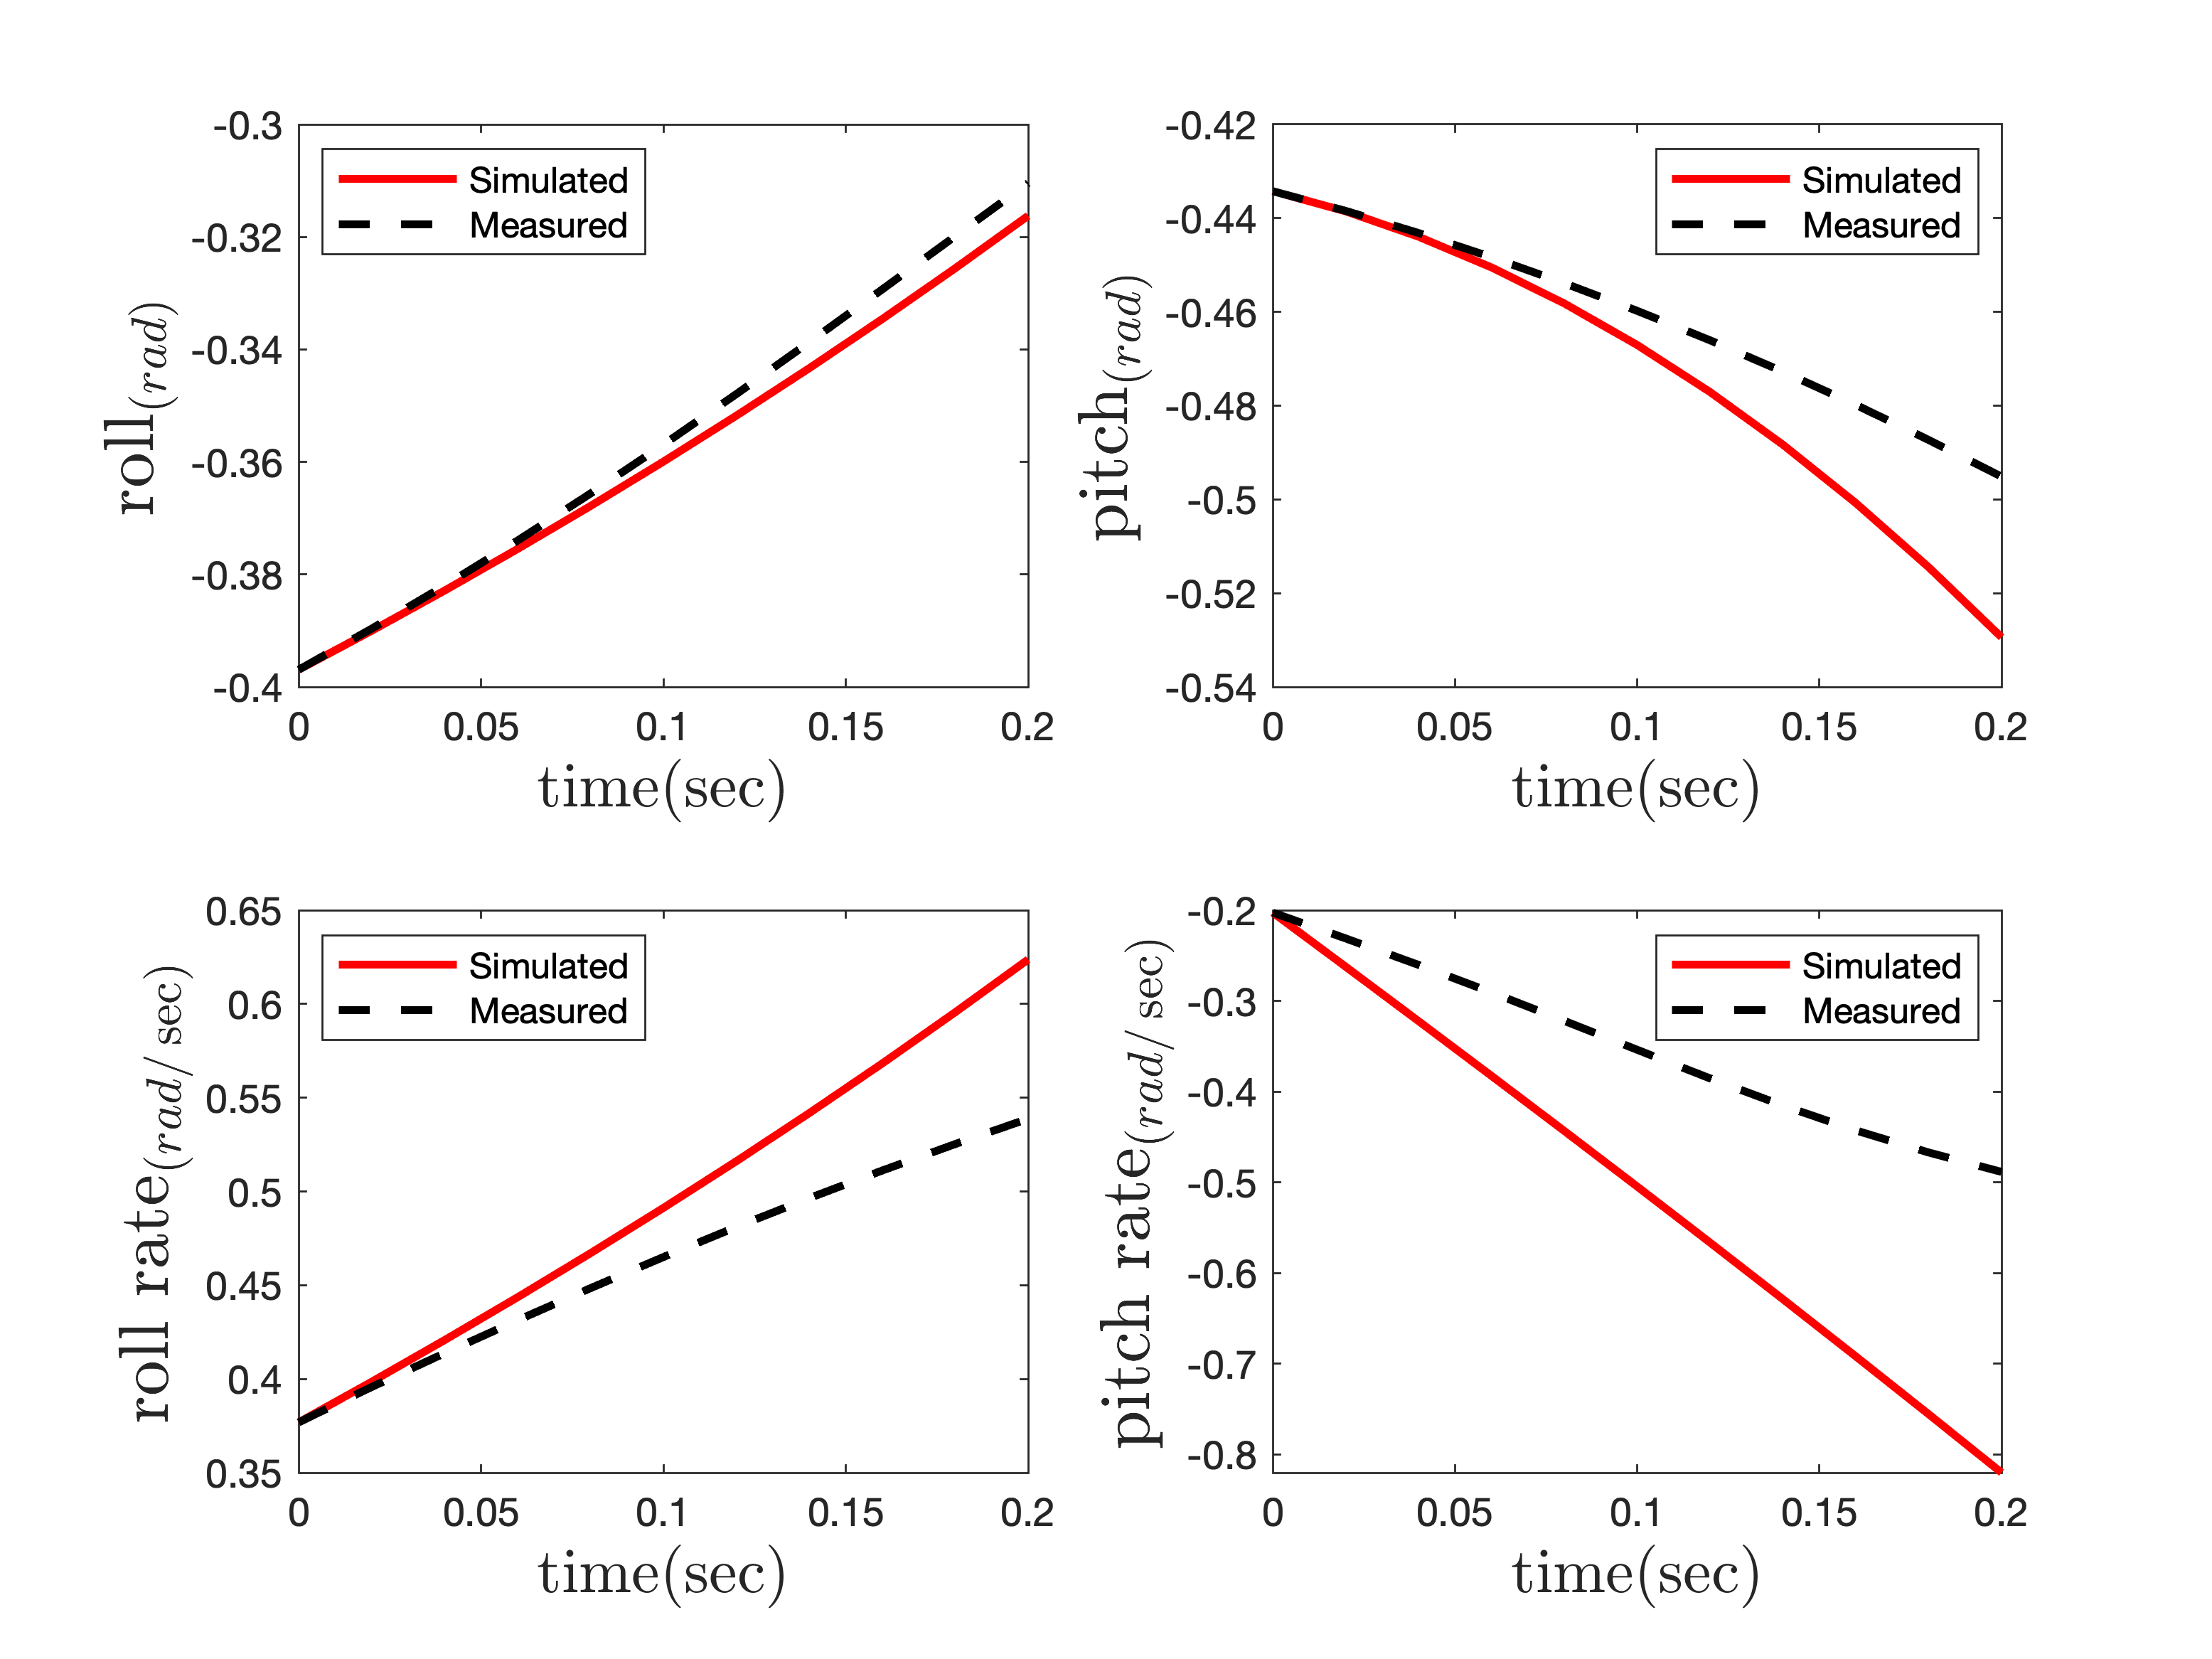 -0.3
-0.32
-0.34
-0.36
-0.38
-0.4
0 0.05 0.1 0.15 0.2
time(sec)
roll(rad)
Simulated
Measured
-0.42
-0.44
-0.46
-0.48
-0.5
-0.52
-0.54
0 0.05 0.1 0.15 0.2
time(sec)
pitch(rad)
Simulated
Measured
0.65
0.6
0.55
0.5
0.45
0.4
0.35
0 0.05 0.1 0.15 0.2
time(sec)
roll rate(rad/ sec)
Simulated
Measured
-0.2
-0.3
-0.4
-0.5
-0.6
-0.7
-0.8
0 0.05 0.1 0.15 0.2
time(sec)
pitch rate(rad/ sec)
Simulated
Measured